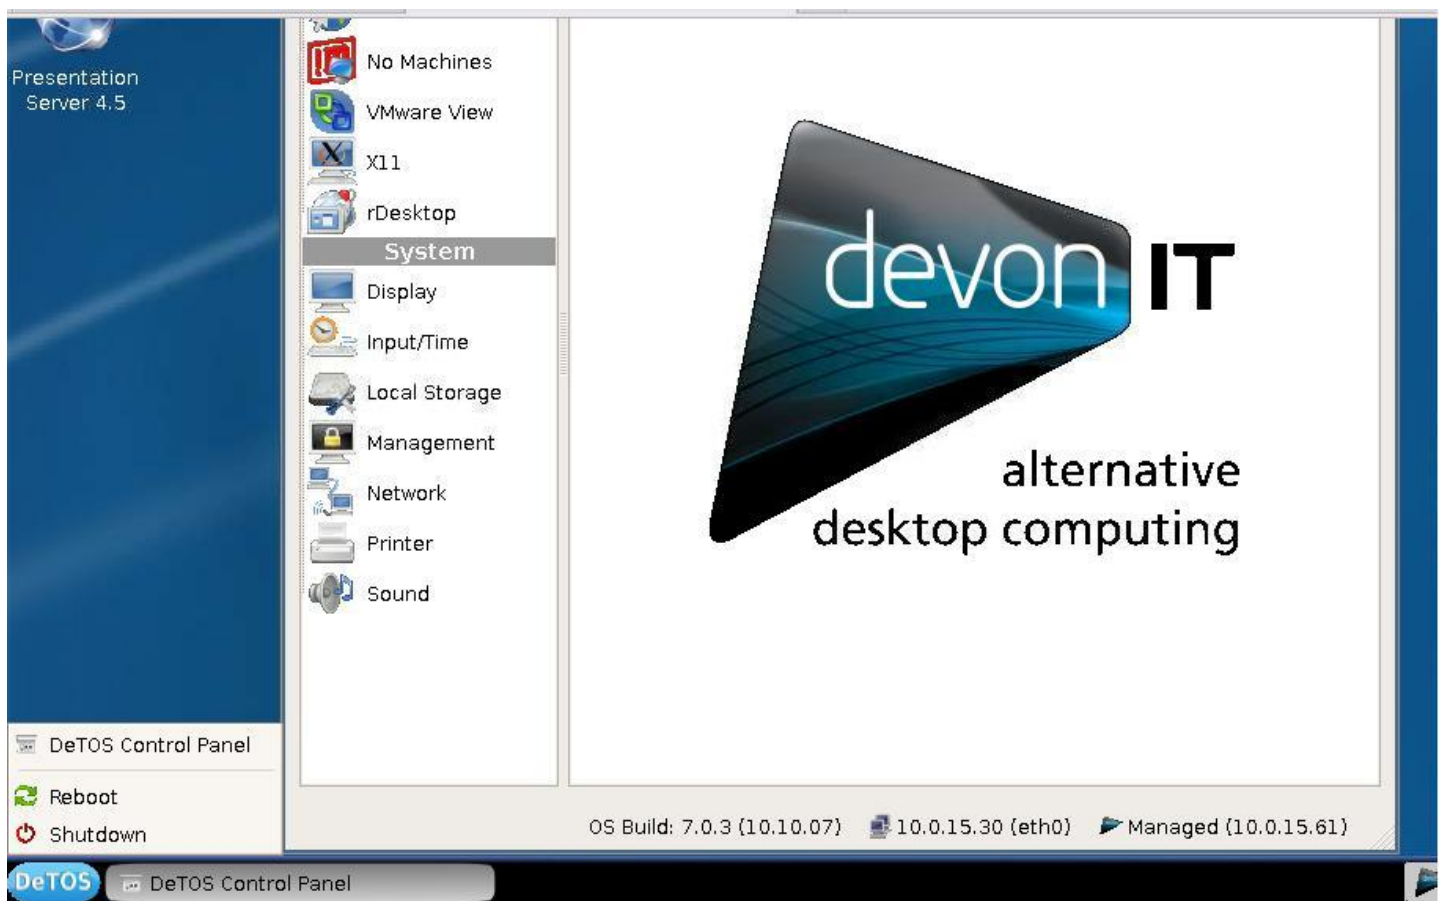 Presentation
Server 4.5
No Machines
VMware View
X11
rDesktop
System
Display
Input/Time
Local Storage
Management
Network
Printer
Sound
devon IT
alternative
desktop computing
DeTOS Control Panel
Reboot
Shutdown
OS Build: 7.0.3 (10.10.07) 10.0.15.30 (eth0) Managed (10.0.15.61)
DeTOS DeTOS Control Panel